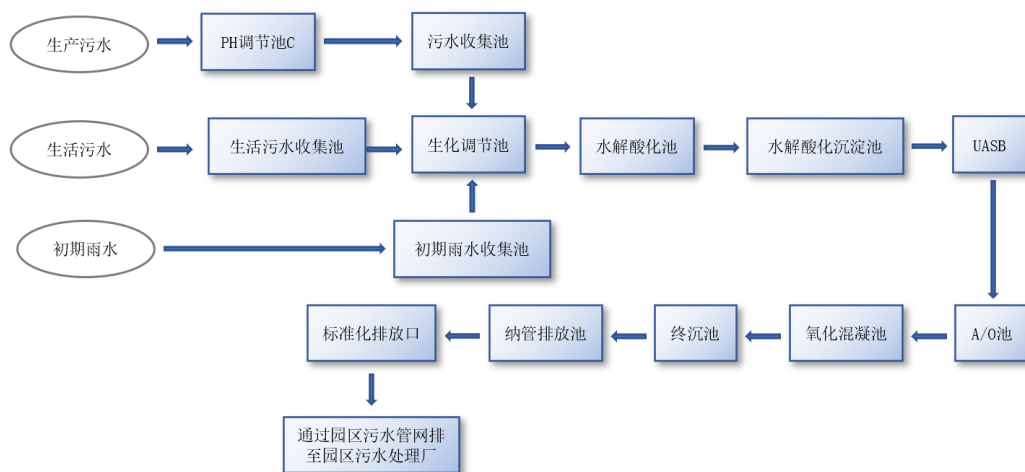 生产污水
PH调节池C
污水收集池
生活污水
生活污水收集池
生化调节池
水解酸化池
水解酸化沉淀池
UASB
初期雨水
初期雨水收集池
A/O池
氧化混凝池
终沉池
纳管排放池
标准化排放口
通过园区污水管网排
至园区污水处理厂